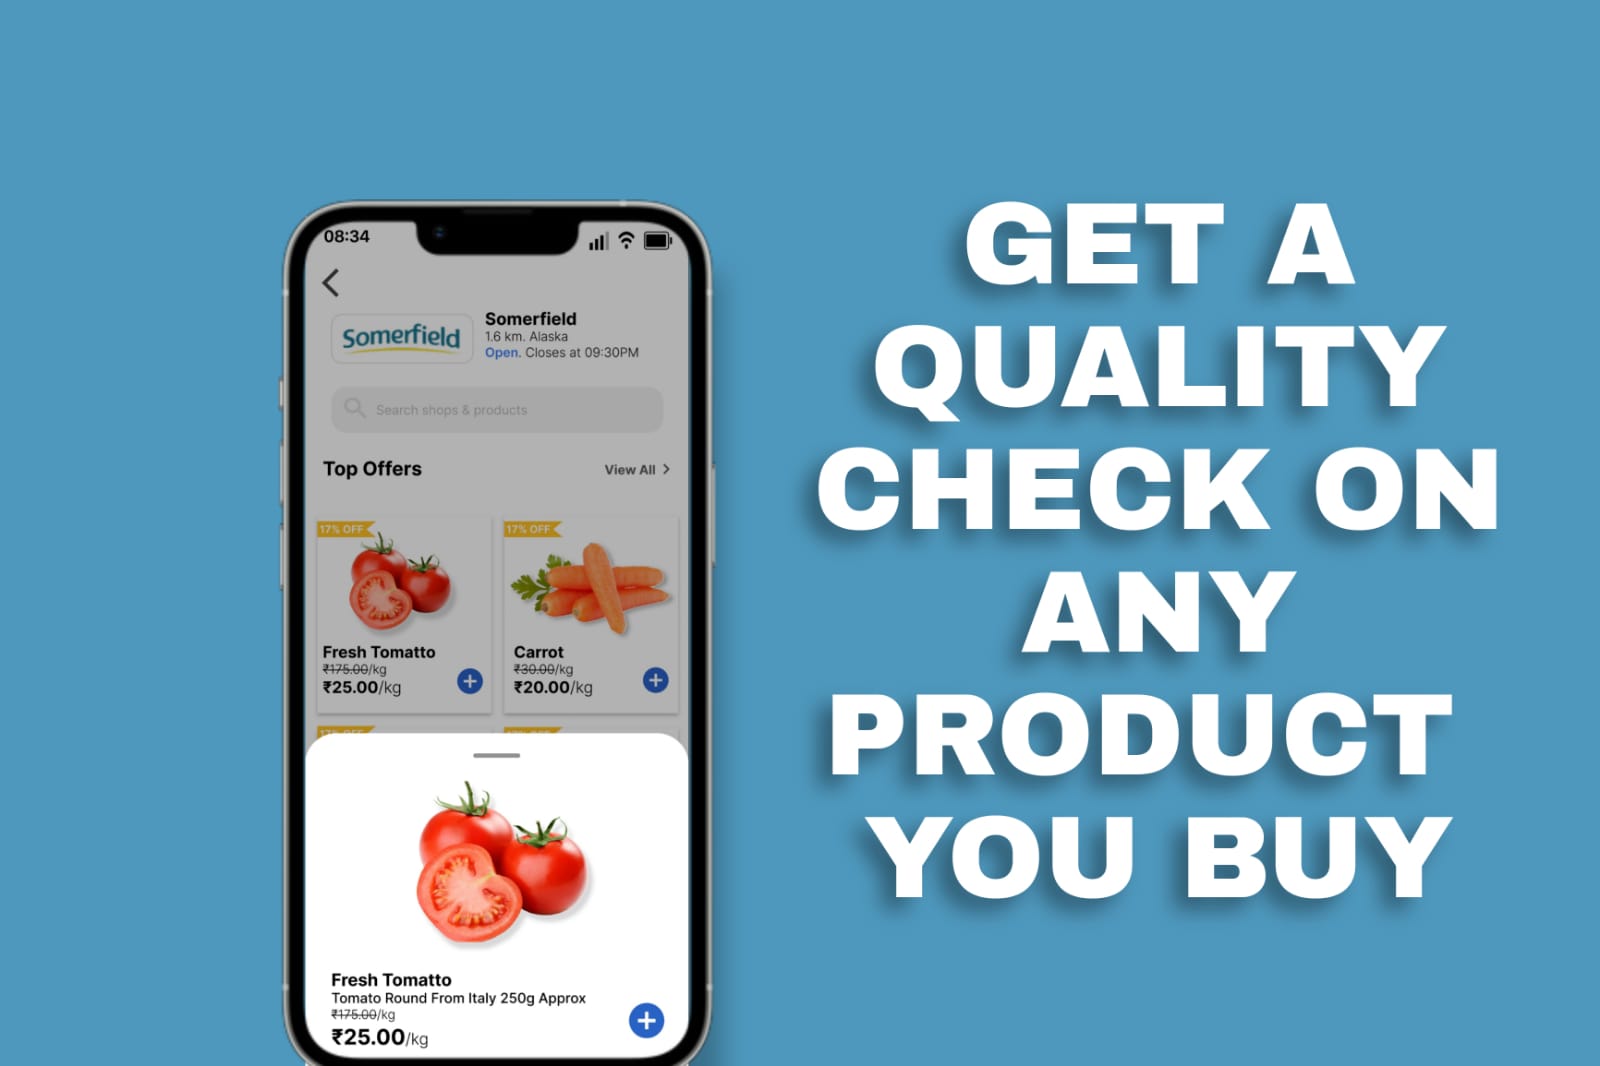 08:34
Somerfield
Somerfield
1.6 km. Alaska
Open. Closes at 09:30PM
Search shops & products
Top Offers
View All
17% OFF
17% OFF
Fresh Tomatto
₹175.00/kg
₹25.00/kg
Carrot
₹30.00/kg
₹20.00/kg
17% OFF
Fresh Tomatto
Tomato Round From Italy 250g Approx
₹175.00/kg
₹25.00/kg
GET A
QUALITY
CHECK ON
ANY
PRODUCT
YOU BUY